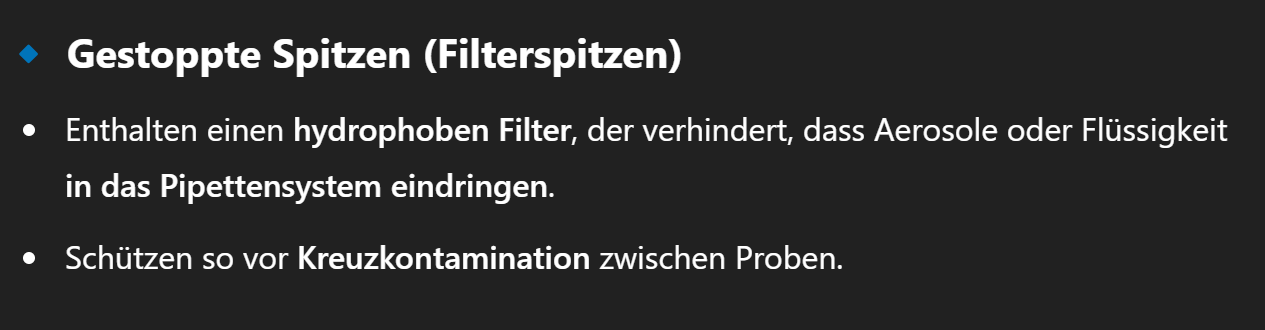 Gestoppte Spitzen (Filterspitzen)
Enthalten einen hydrophoben Filter, der verhindert, dass Aerosole oder Flüssigkeit
in das Pipettensystem eindringen.
Schützen so vor Kreuzkontamination zwischen Proben.